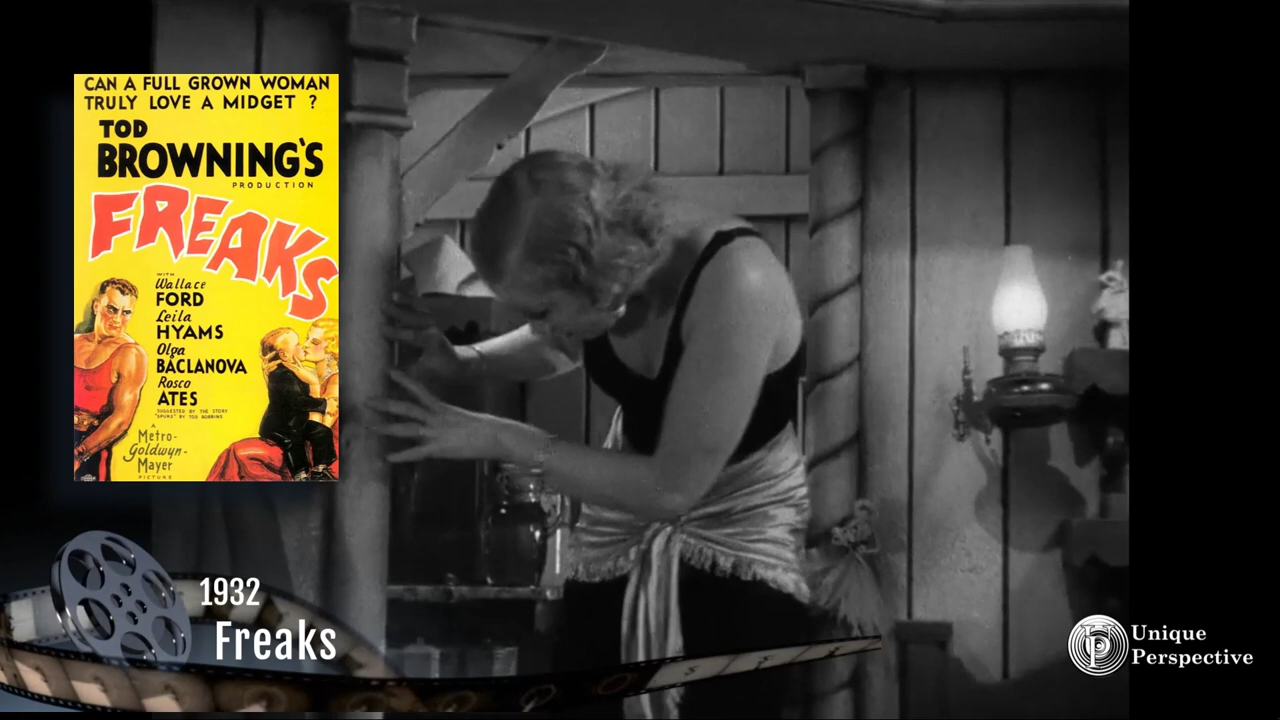 CAN A FULL GROWN WOMAN
TRULY LOVE A MIDGET ?
TOD
BROWNING'S
PRODUCTION
FREAKS
WITH
Wallace
FORD
Leila
HYAMS
Olga
BACLANOVA
Rosco
ATES
SUGGESTED BY THE STORY
"SPURS" BY TOD ROBBINS
A
Metro-
Goldwyn-
Mayer
PICTURE
1932
Freaks
UP
Unique
Perspective